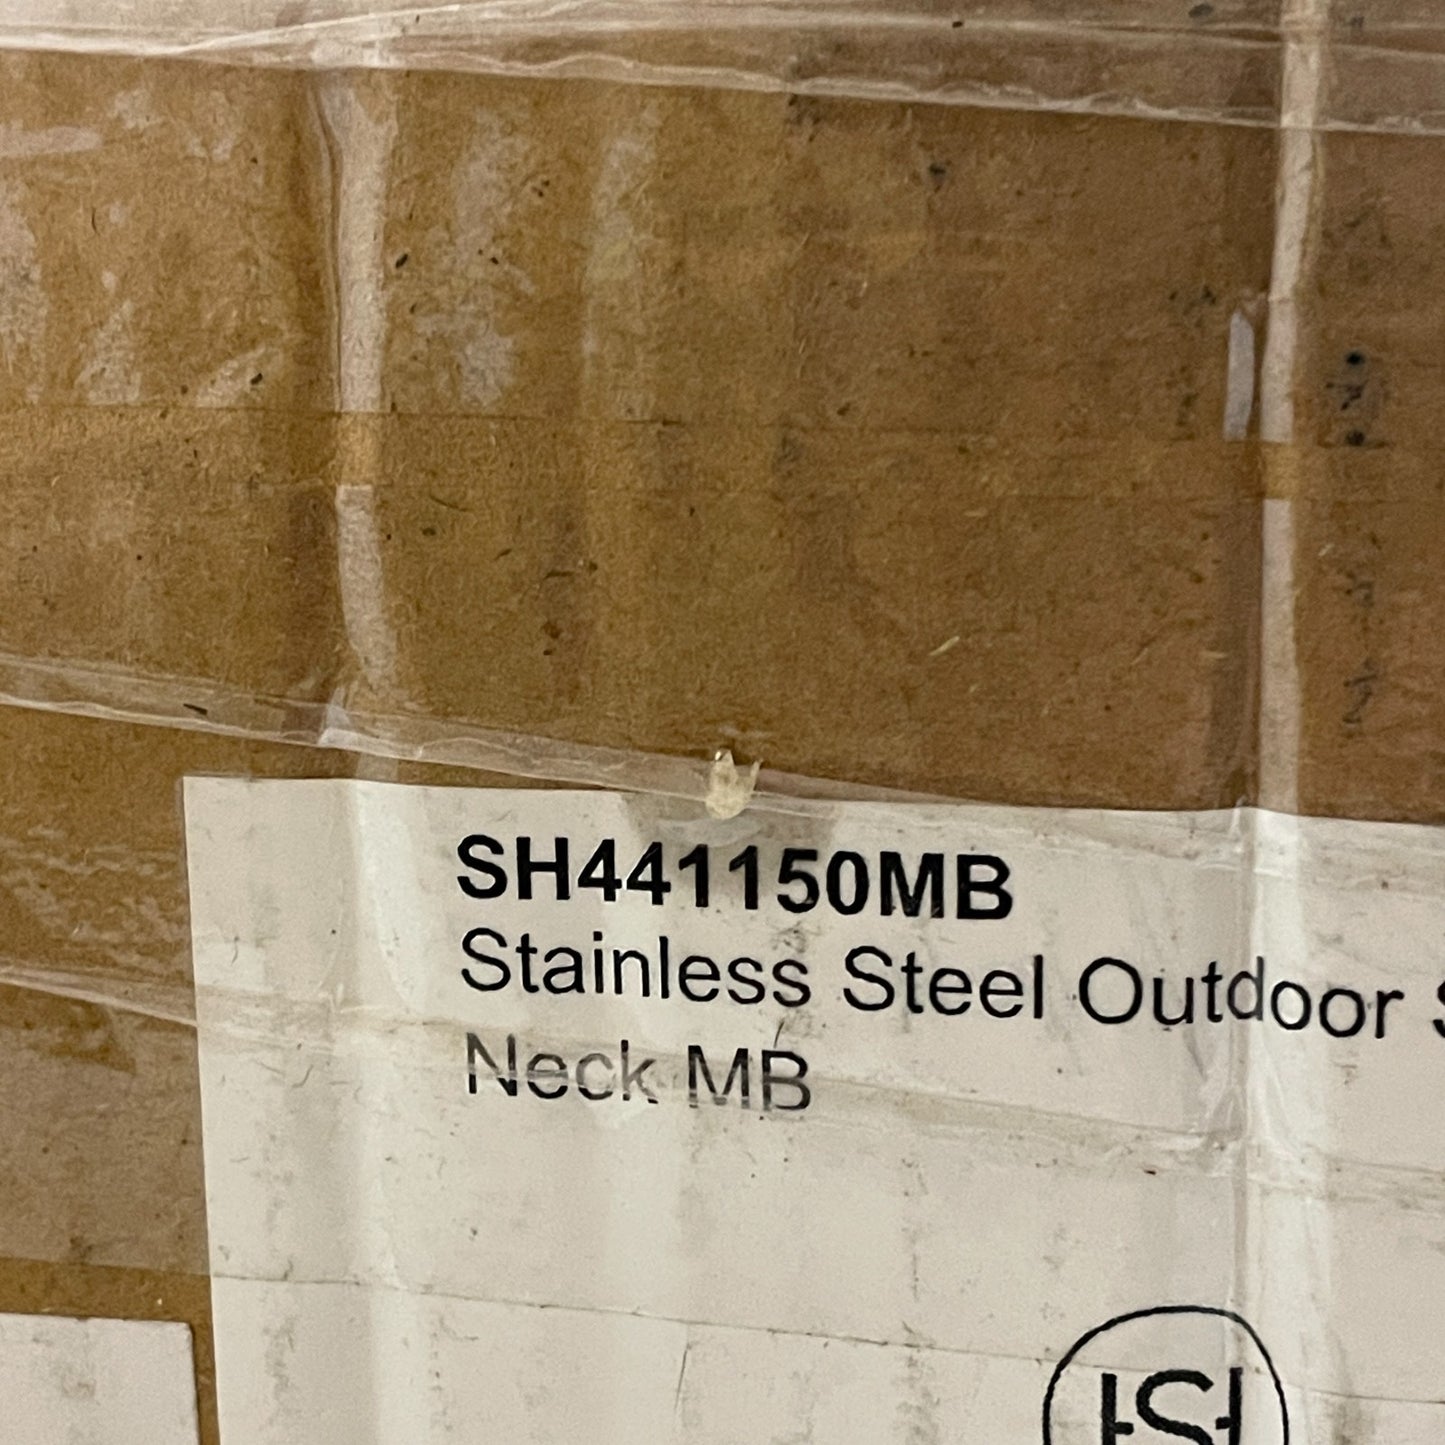 SH441150MB
Stainless Steel Outdoor
Neck MB